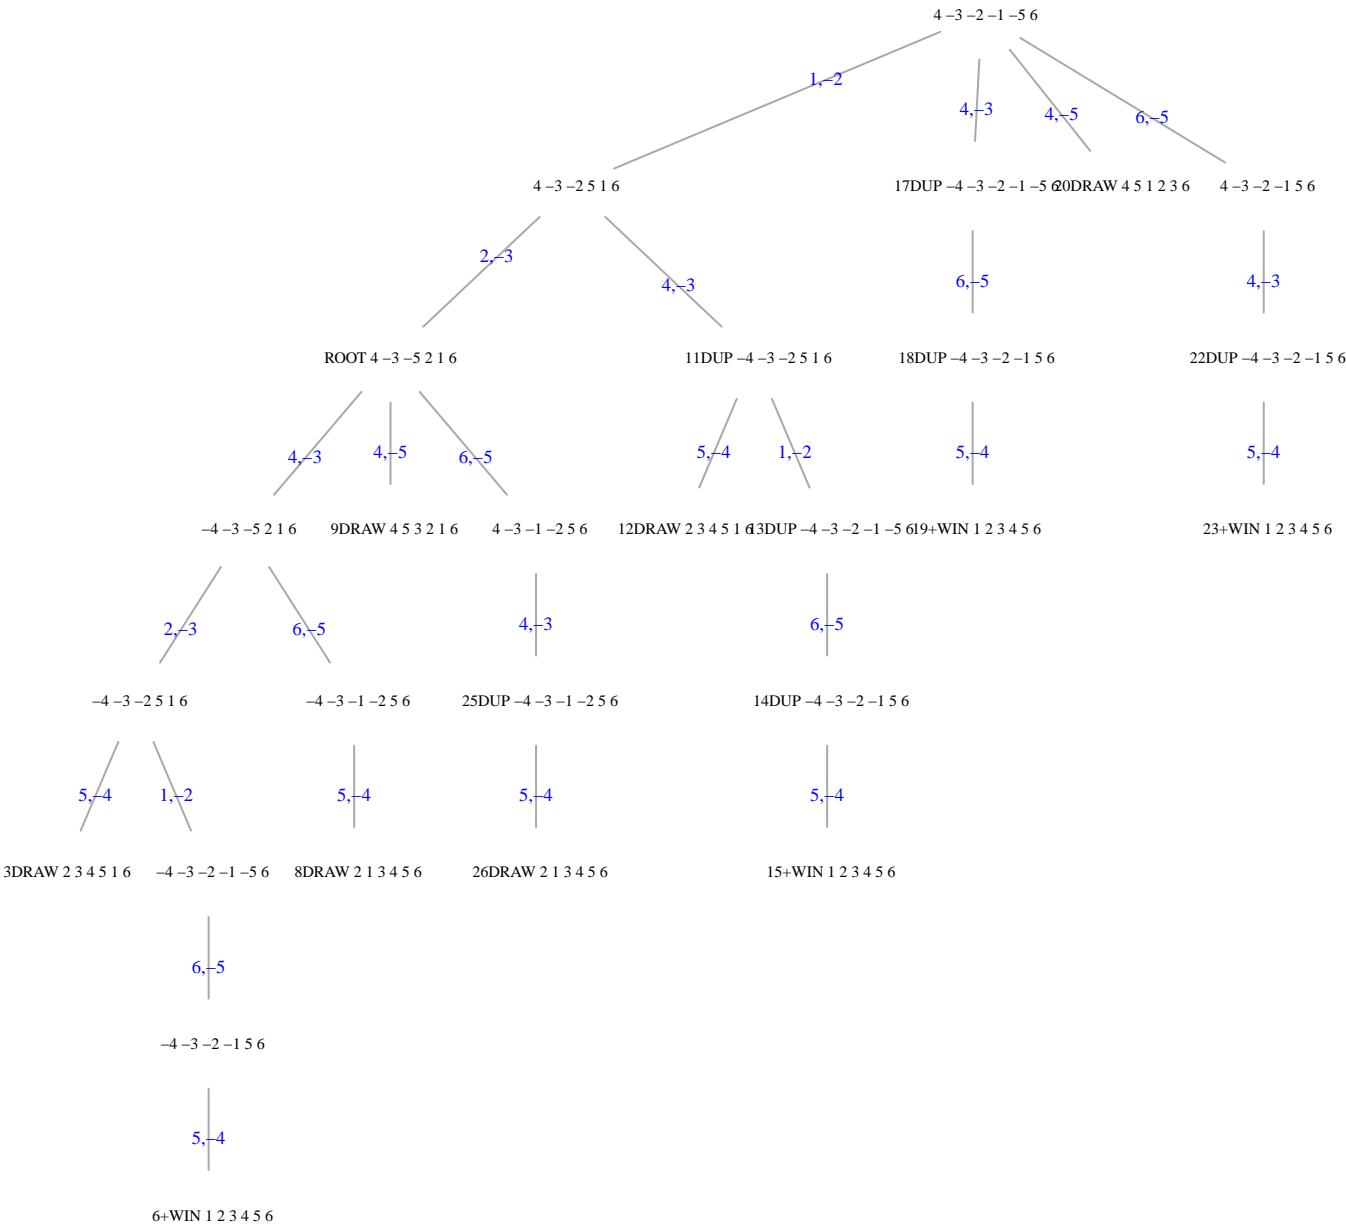 4 –3 –2 –1 –5 6
1,–2
4,–3
4,–5
6,–5
4 –3 –2 5 1 6
17DUP –4 –3 –2 –1 –5 6
20DRAW 4 5 1 2 3 6
4 –3 –2 –1 5 6
2,–3
4,–3
6,–5
4,–3
ROOT 4 –3 –5 2 1 6
11DUP –4 –3 –2 5 1 6
18DUP –4 –3 –2 –1 5 6
22DUP –4 –3 –2 –1 5 6
4,–3
4,–5
6,–5
5,–4
1,–2
5,–4
5,–4
–4 –3 –5 2 1 6
9DRAW 4 5 3 2 1 6
4 –3 –1 –2 5 6
12DRAW 2 3 4 5 1 6
13DUP –4 –3 –2 –1 –5 6
19+WIN 1 2 3 4 5 6
23+WIN 1 2 3 4 5 6
2,–3
6,–5
4,–3
6,–5
–4 –3 –2 5 1 6
–4 –3 –1 –2 5 6
25DUP –4 –3 –1 –2 5 6
14DUP –4 –3 –2 –1 5 6
5,–4
1,–2
5,–4
5,–4
5,–4
3DRAW 2 3 4 5 1 6
–4 –3 –2 –1 –5 6
8DRAW 2 1 3 4 5 6
26DRAW 2 1 3 4 5 6
15+WIN 1 2 3 4 5 6
6,–5
–4 –3 –2 –1 5 6
5,–4
6+WIN 1 2 3 4 5 6